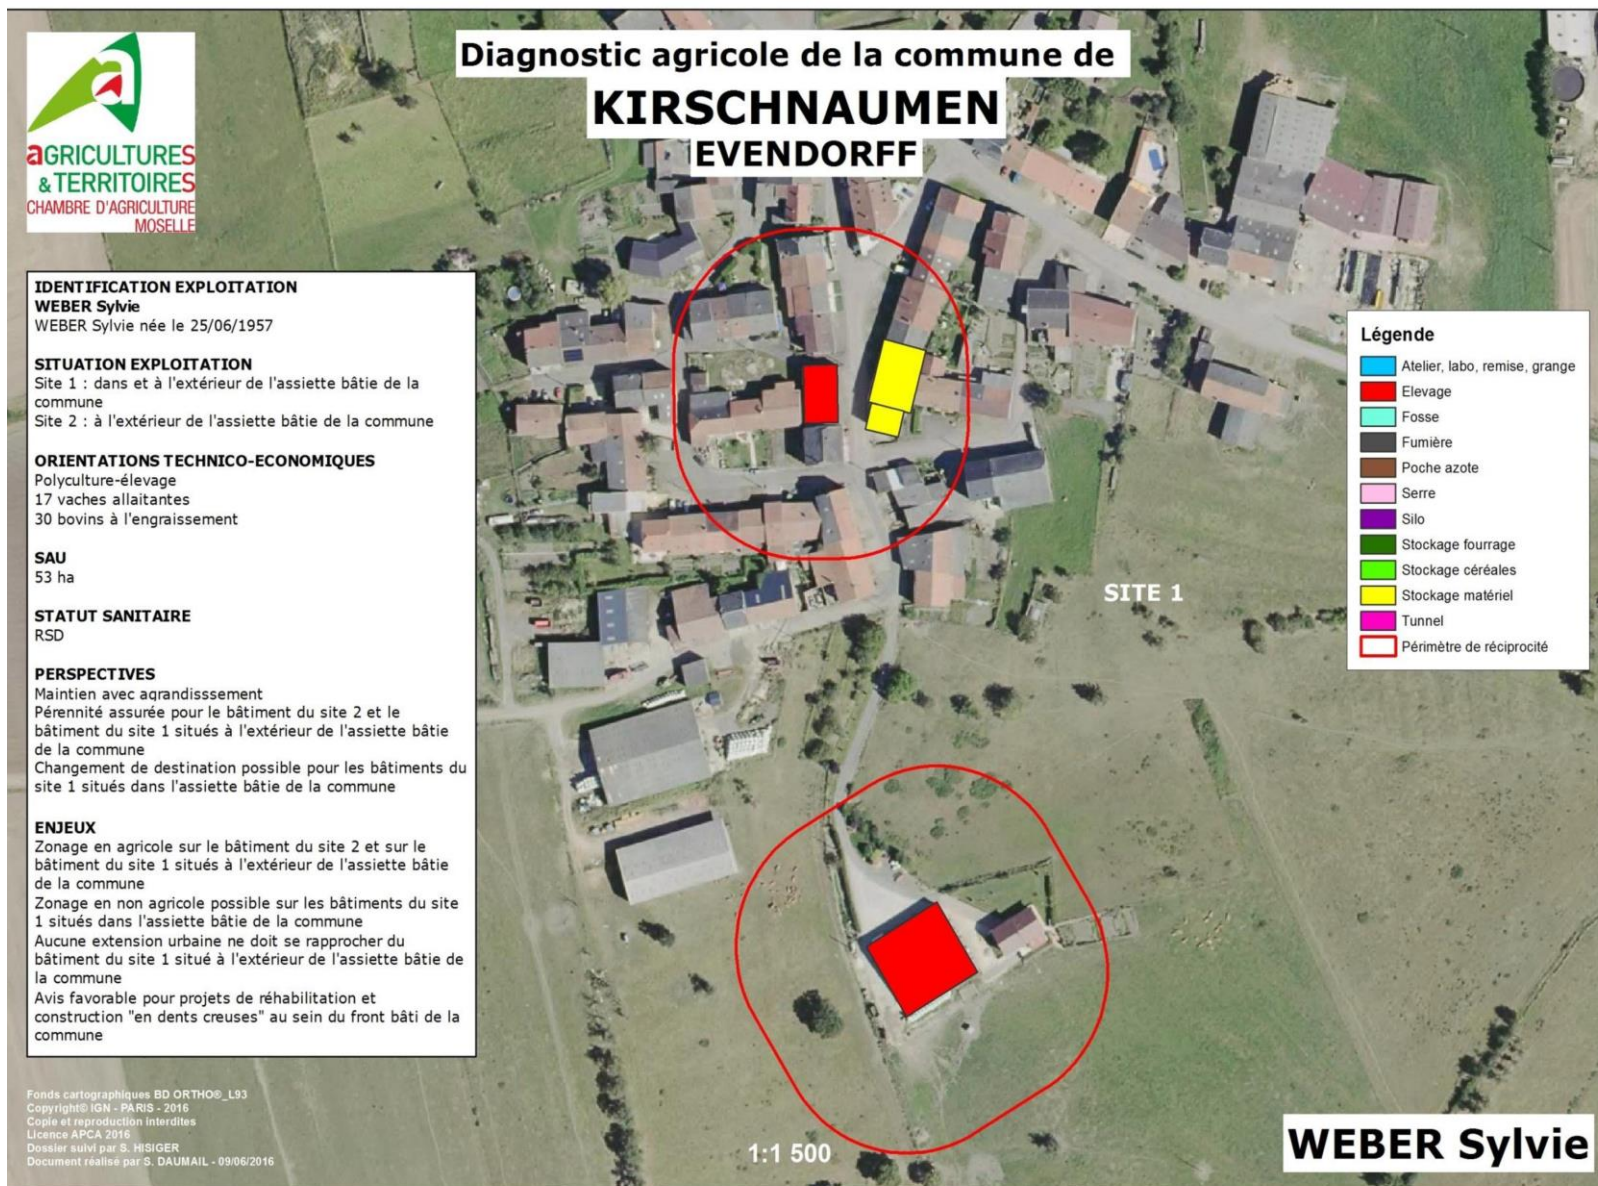 Diagnostic agricole de la commune de
KIRSCHNAUMEN
EVENDORFF
a
aGRICULTURES
& TERRITOIRES
CHAMBRE D'AGRICULTURE
MOSELLE
IDENTIFICATION EXPLOITATION
WEBER Sylvie
WEBER Sylvie née le 25/06/1957
SITUATION EXPLOITATION
Site 1 : dans et à l'extérieur de l'assiette bâtie de la
commune
Site 2 : à l'extérieur de l'assiette bâtie de la commune
ORIENTATIONS TECHNICO-ECONOMIQUES
Polyculture-élevage
17 vaches allaitantes
30 bovins à l'engraissement
SAU
53 ha
STATUT SANITAIRE
RSD
PERSPECTIVES
Maintien avec agrandisssement
Pérennité assurée pour le bâtiment du site 2 et le
bâtiment du site 1 situés à l'extérieur de l'assiette bâtie
de la commune
Changement de destination possible pour les bâtiments du
site 1 situés dans l'assiette bâtie de la commune
ENJEUX
Zonage en agricole sur le bâtiment du site 2 et sur le
bâtiment du site 1 situés à l'extérieur de l'assiette bâtie
de la commune
Zonage en non agricole possible sur les bâtiments du site
1 situés dans l'assiette bâtie de la commune
Aucune extension urbaine ne doit se rapprocher du
bâtiment du site 1 situé à l'extérieur de l'assiette bâtie de
la commune
Avis favorable pour projets de réhabilitation et
construction "en dents creuses" au sein du front bâti de la
commune
Légende
Atelier, labo, remise, grange
Elevage
Fosse
Fumière
Poche azote
Serre
Silo
Stockage fourrage
Stockage céréales
Stockage matériel
Tunnel
Périmètre de réciprocité
SITE 1
Fonds cartographiques BD ORTHO®_L93
Copyright© IGN - PARIS - 2016
Copie et reproduction interdites
Licence APCA 2016
Dossier suivi par S. HISIGER
Document réalisé par S. DAUMAIL - 09/06/2016
1:1 500
WEBER Sylvie